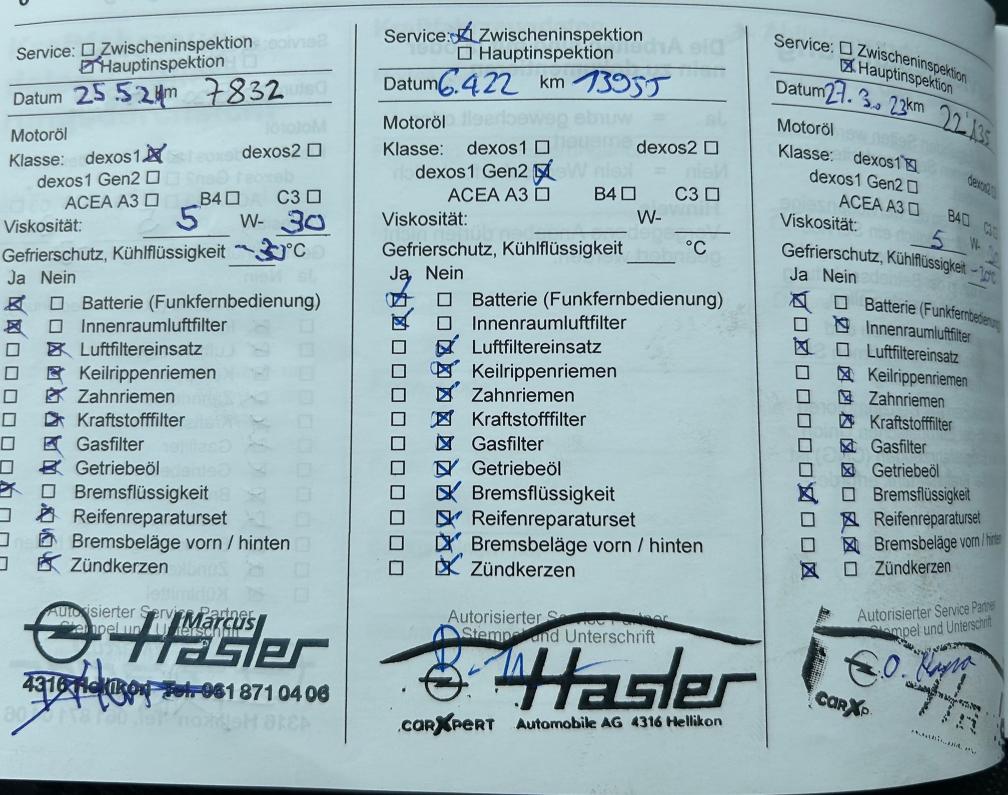 Service: Zwischeninspektion
Hauptinspektion
Datum 25.5.21 km 7832
Motoröl
Klasse: dexos1 dexos2
dexos1 Gen2
ACEA A3 B4 C3
Viskosität: 5 W- 30
Gefrierschutz, Kühlflüssigkeit -30°C
Ja Nein
Batterie (Funkfernbedienung)
Innenraumluftfilter
Luftfiltereinsatz
Keilrippenriemen
Zahnriemen
Kraftstofffilter
Gasfilter
Getriebeöl
Bremsflüssigkeit
Reifenreparaturset
Bremsbeläge vorn / hinten
Zündkerzen
Autorisierter Service Partner
Stempel und Unterschrift
Marcus
Hasler
4316 Hellikon Tel. 061 871 04 06
Service: Zwischeninspektion
Hauptinspektion
Datum 6.4.22 km 13955
Motoröl
Klasse: dexos1 dexos2
dexos1 Gen2
ACEA A3 B4 C3
Viskosität: W-
Gefrierschutz, Kühlflüssigkeit °C
Ja Nein
Batterie (Funkfernbedienung)
Innenraumluftfilter
Luftfiltereinsatz
Keilrippenriemen
Zahnriemen
Kraftstofffilter
Gasfilter
Getriebeöl
Bremsflüssigkeit
Reifenreparaturset
Bremsbeläge vorn / hinten
Zündkerzen
Autorisierter Service Partner
Stempel und Unterschrift
Hasler
carXpert Automobile AG 4316 Hellikon
Service: Zwischeninspektion
Hauptinspektion
Datum 27.3.23 km 22'135
Motoröl
Klasse: dexos1 dexos2
dexos1 Gen2
ACEA A3 B4 C3
Viskosität: 5 W-
Gefrierschutz, Kühlflüssigkeit
Ja Nein
Batterie (Funkfernbedienung)
Innenraumluftfilter
Luftfiltereinsatz
Keilrippenriemen
Zahnriemen
Kraftstofffilter
Gasfilter
Getriebeöl
Bremsflüssigkeit
Reifenreparaturset
Bremsbeläge vorn / hinten
Zündkerzen
Autorisierter Service Partner
Stempel und Unterschrift
carXp